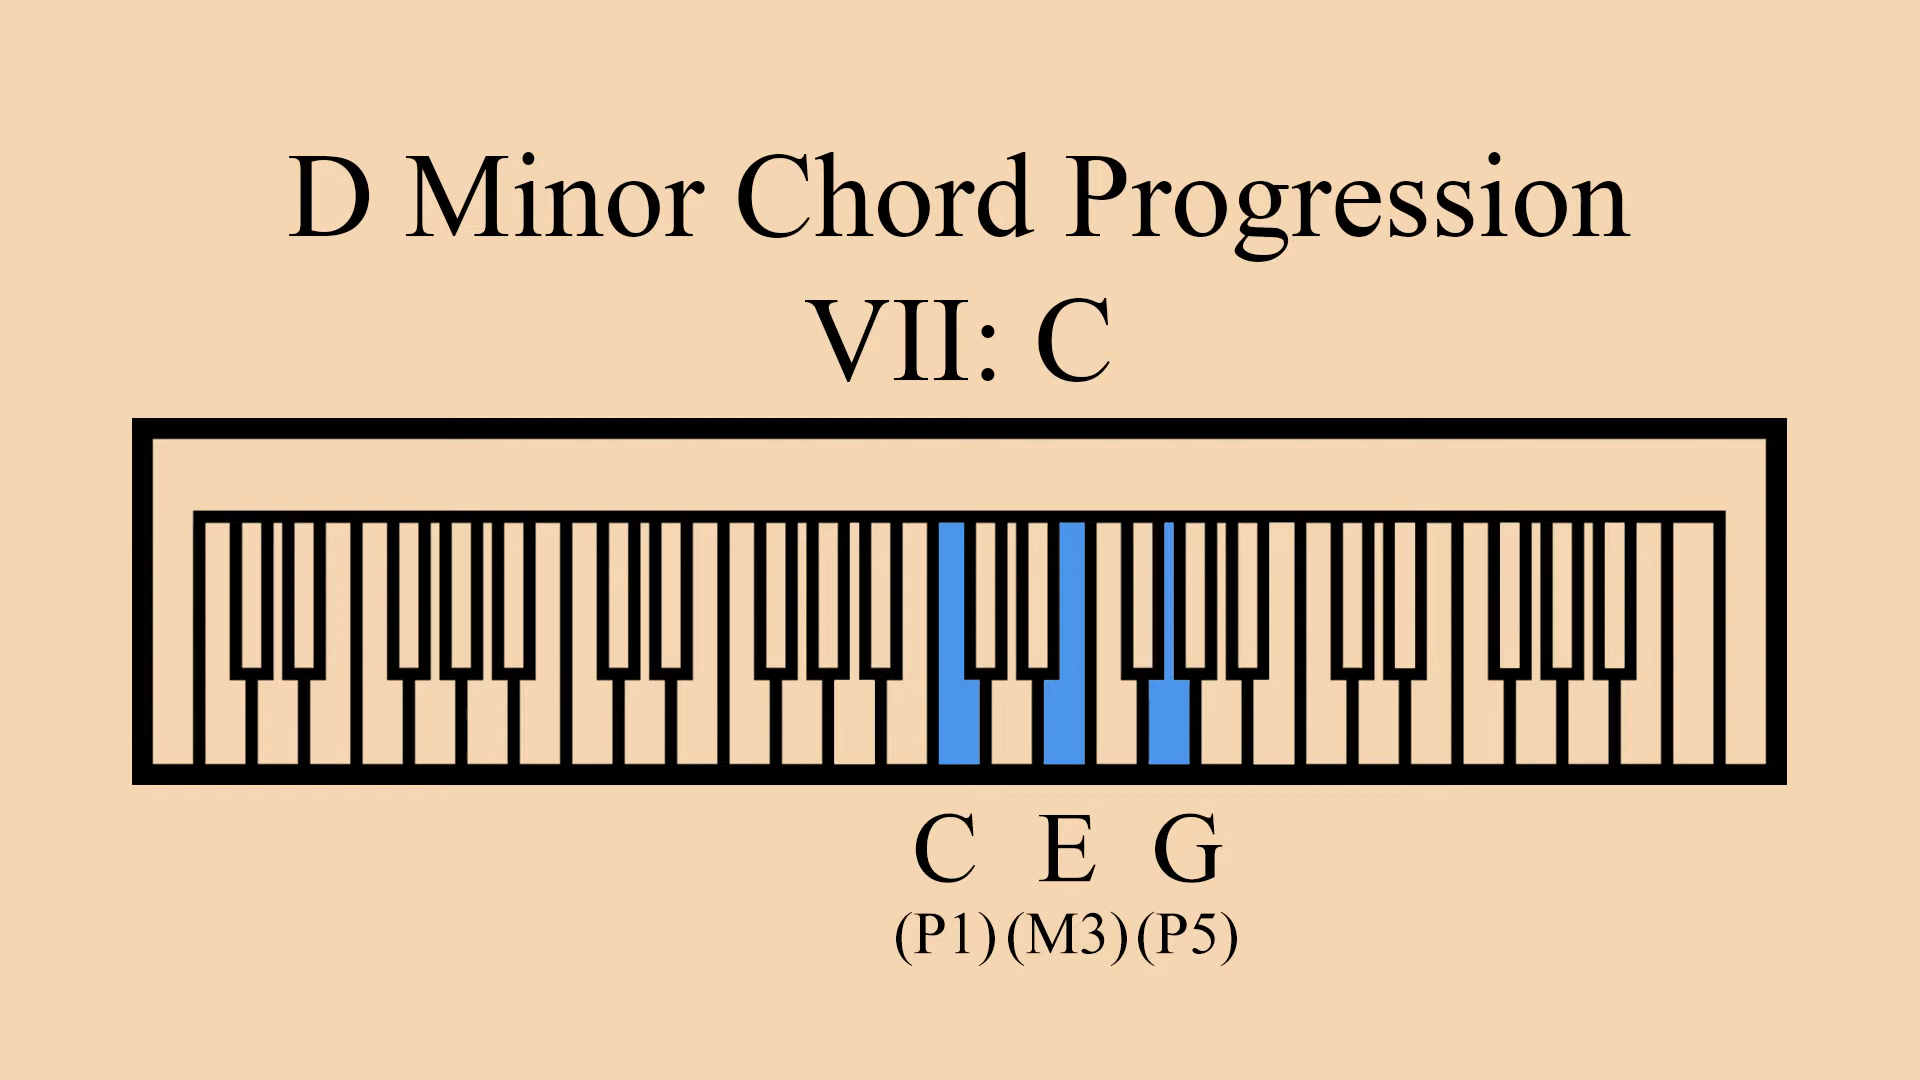 D Minor Chord Progression
VII: C
C E G
(P1) (M3) (P5)